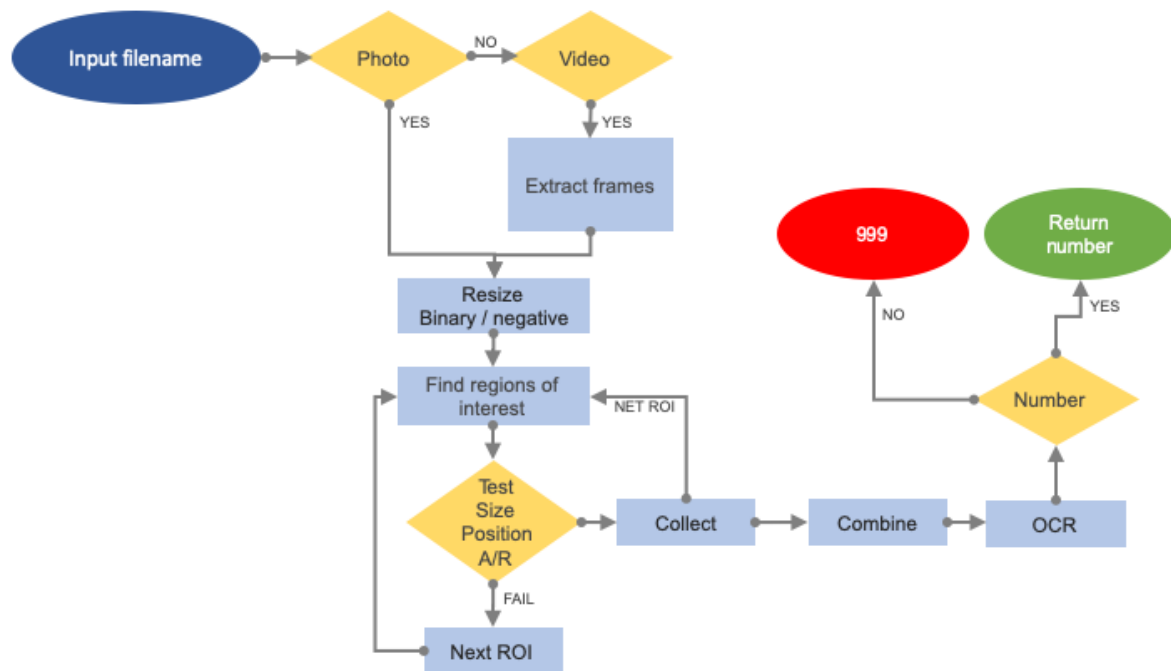 Input filename
Photo
NO
Video
YES
YES
Extract frames
999
Return
number
Resize
Binary / negative
NO
YES
Find regions of
interest
NET ROI
Number
Test
Size
Position
A/R
Collect
Combine
OCR
FAIL
Next ROI